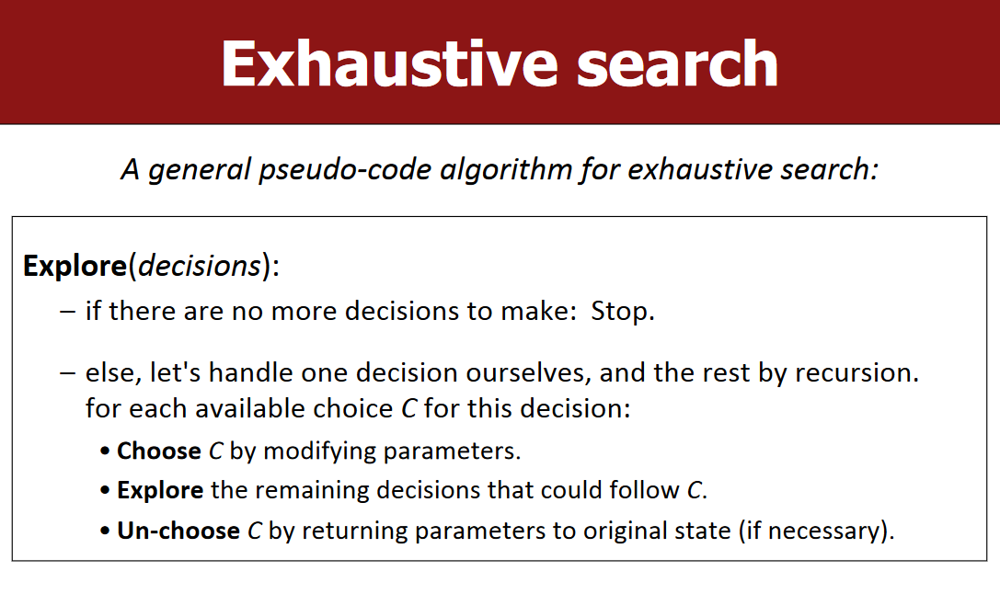 Exhaustive search
A general pseudo-code algorithm for exhaustive search:
Explore(decisions):
– if there are no more decisions to make:  Stop.
– else, let's handle one decision ourselves, and the rest by recursion.
for each available choice C for this decision:
• Choose C by modifying parameters.
• Explore the remaining decisions that could follow C.
• Un-choose C by returning parameters to original state (if necessary).